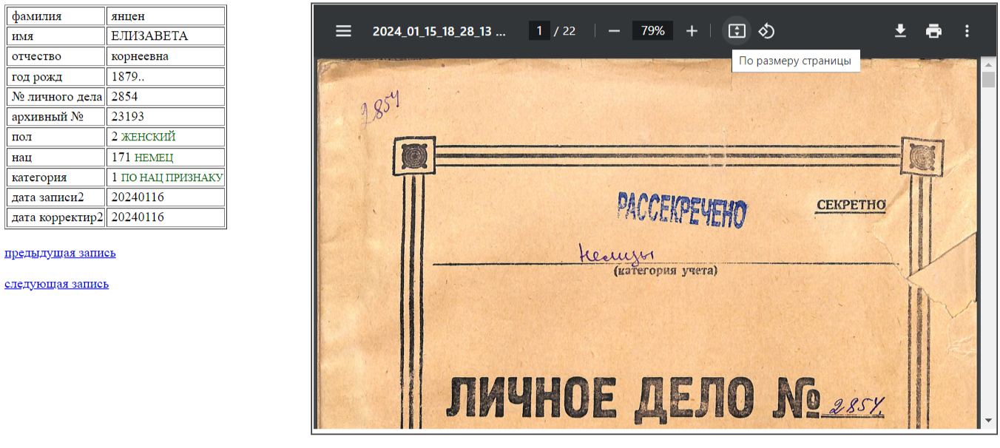 фамилия янцен
имя ЕЛИЗАВЕТА
отчество корнеевна
год рожд 1879..
№ личного дела 2854
архивный № 23193
пол 2 ЖЕНСКИЙ
нац 171 НЕМЕЦ
категория 1 ПО НАЦ ПРИЗНАКУ
дата записи2 20240116
дата корректир2 20240116
предыдущая запись
следующая запись
2024_01_15_18_28_13 ... 1 / 22 79%
По размеру страницы
2854
РАССЕКРЕЧЕНО СЕКРЕТНО
Немцы
(категория учета)
ЛИЧНОЕ ДЕЛО № 2854.